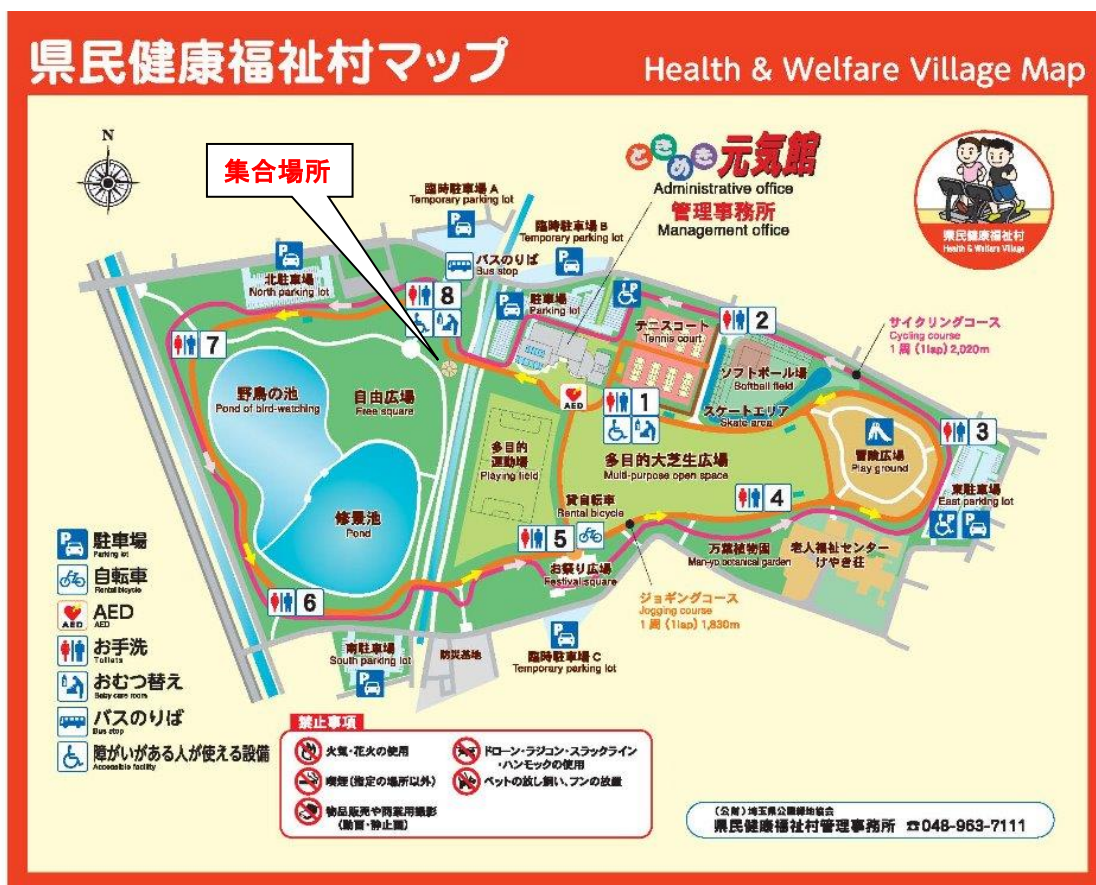 県民健康福祉村マップ
Health & Welfare Village Map
N
集合場所
ときめき元気館
Administrative office
管理事務所
Management office
県民健康福祉村
Health & Welfare Village
臨時駐車場 A
Temporary parking lot
臨時駐車場 B
Temporary parking lot
バスのりば
Bus stop
北駐車場
North parking lot
8
駐車場
Parking lot
テニスコート
Tennis court
2
サイクリングコース
Cycling course
1 周 (1lap) 2,020m
7
ソフトボール場
Softball field
野鳥の池
Pond of bird-watching
自由広場
Free square
AED
1
スケートエリア
Skate area
3
冒険広場
Play ground
多目的
運動場
Playing field
多目的大芝生広場
Multi-purpose open space
東駐車場
East parking lot
4
貸自転車
Rental bicycle
修景池
Pond
5
万葉植物園
Man-yo botanical garden
老人福祉センター
けやき荘
お祭り広場
Festival square
6
ジョギングコース
Jogging course
1 周 (1lap) 1,830m
南駐車場
South parking lot
防災基地
臨時駐車場 C
Temporary parking lot
駐車場
Parking lot
自転車
Rental bicycle
AED
AED
お手洗
Toilets
おむつ替え
Baby care room
バスのりば
Bus stop
障がいがある人が使える設備
Accessible facility
禁止事項
火気・花火の使用
喫煙(指定の場所以外)
物品販売や商業用撮影
(動画・静止画)
ドローン・ラジコン・スラックライン
・ハンモックの使用
ペットの放し飼い、フンの放置
(公財)埼玉県公園緑地協会
県民健康福祉村管理事務所 ☎048-963-7111